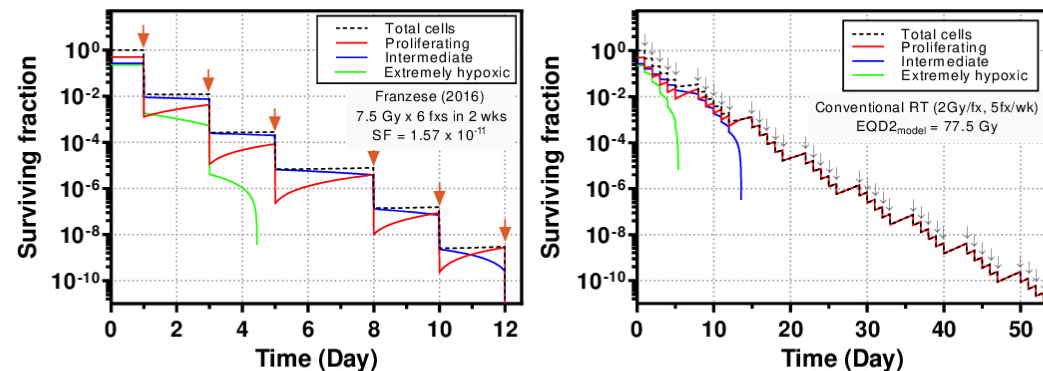 Surviving fraction
10⁰
10⁻²
10⁻⁴
10⁻⁶
10⁻⁸
10⁻¹⁰
Total cells
Proliferating
Intermediate
Extremely hypoxic
Franzese (2016)
7.5 Gy x 6 fxs in 2 wks
SF = 1.57 x 10⁻¹¹
0 2 4 6 8 10 12
Time (Day)
Surviving fraction
10⁰
10⁻²
10⁻⁴
10⁻⁶
10⁻⁸
10⁻¹⁰
Total cells
Proliferating
Intermediate
Extremely hypoxic
Conventional RT (2Gy/fx, 5fx/wk)
EQD2model = 77.5 Gy
0 10 20 30 40 50
Time (Day)